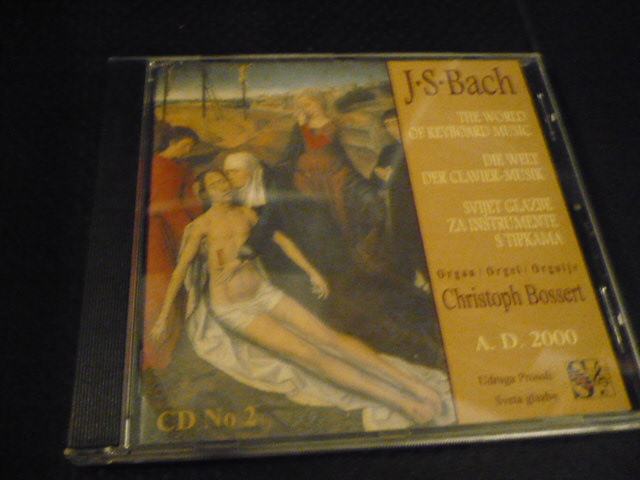 J·S·Bach
THE WORLD
OF KEYBOARD MUSIC
DIE WELT
DER CLAVIER-MUSIK
SVIJET GLAZBE
ZA INSTRUMENTE
S TIPKAMA
Organ / Orgel / Orgulje
Christoph Bossert
A. D. 2000
Udruga Prosoli
Sveta glazba
CD No 2